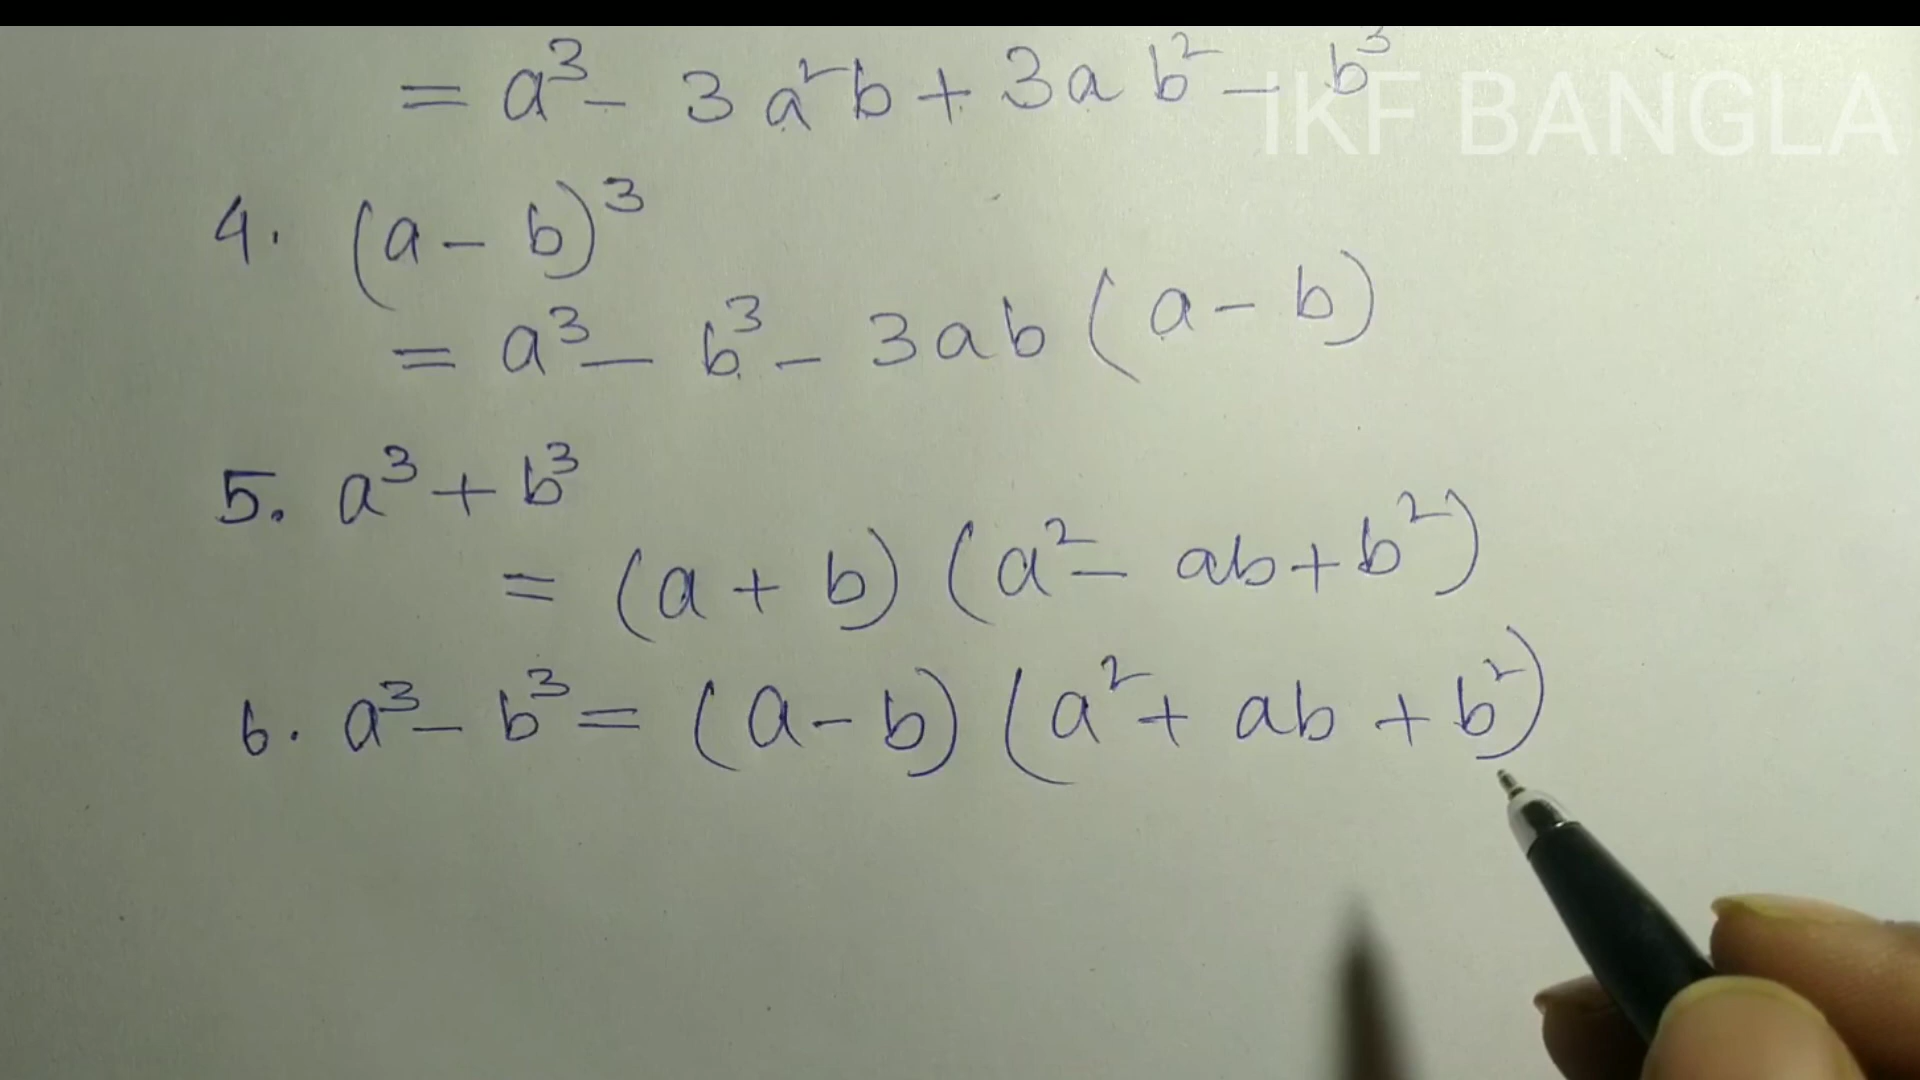 = a³ - 3a²b + 3ab² - b³
IKF BANGLA
4. (a - b)³
= a³ - b³ - 3ab (a - b)
5. a³ + b³
= (a + b) (a² - ab + b²)
6. a³ - b³ = (a - b) (a² + ab + b²)